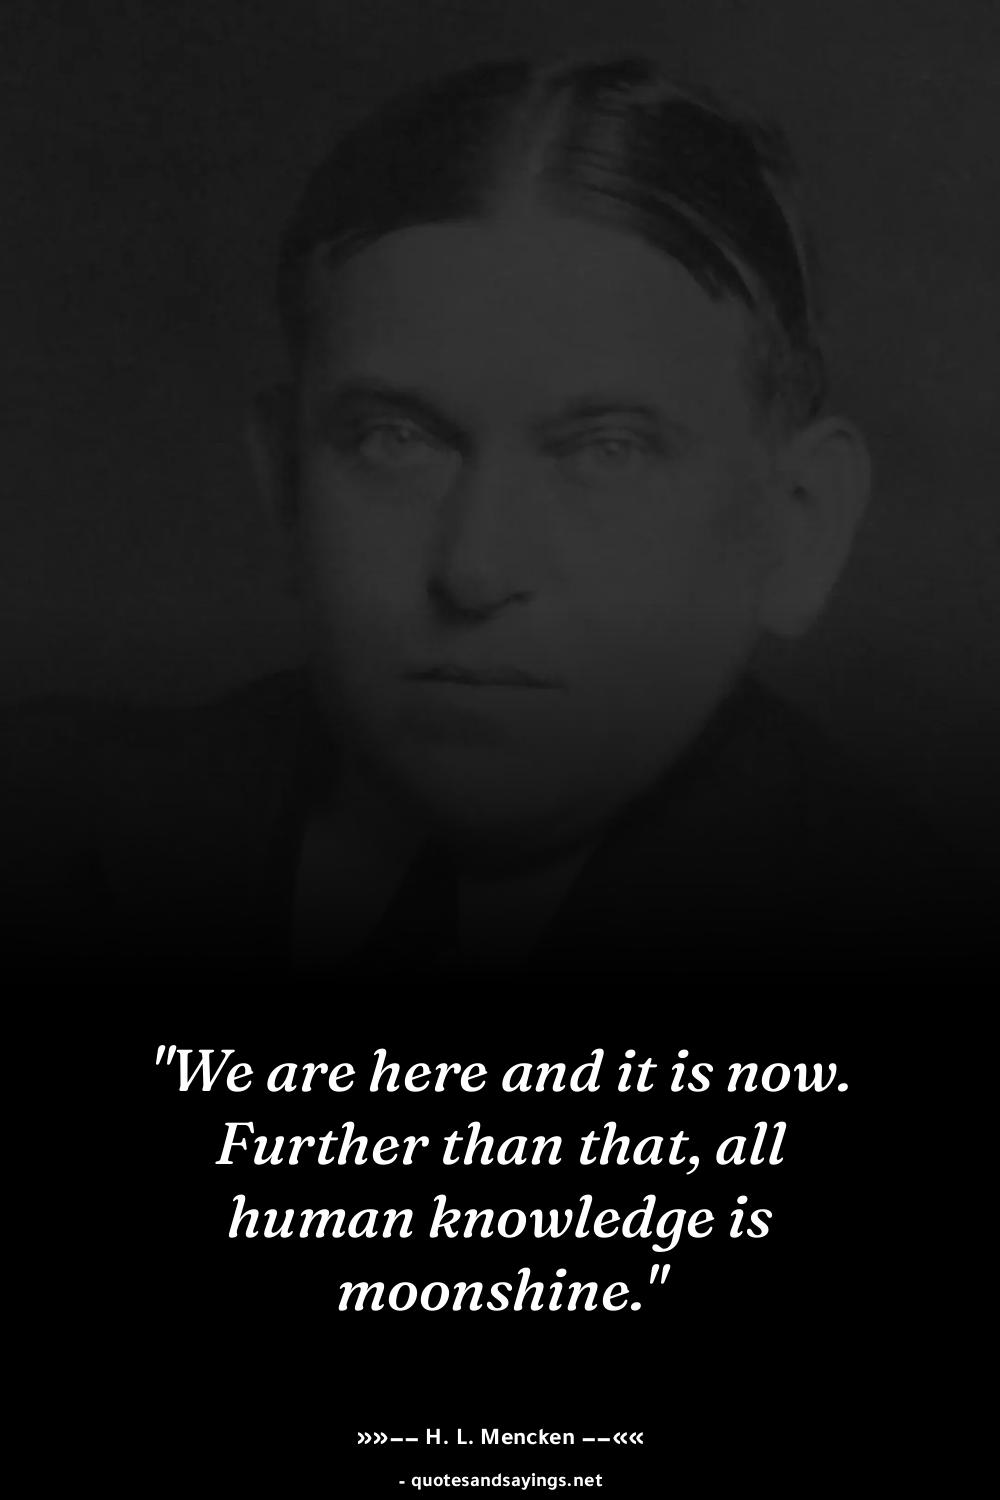 "We are here and it is now.
Further than that, all
human knowledge is
moonshine."
»»−− H. L. Mencken −−««
- quotesandsayings.net